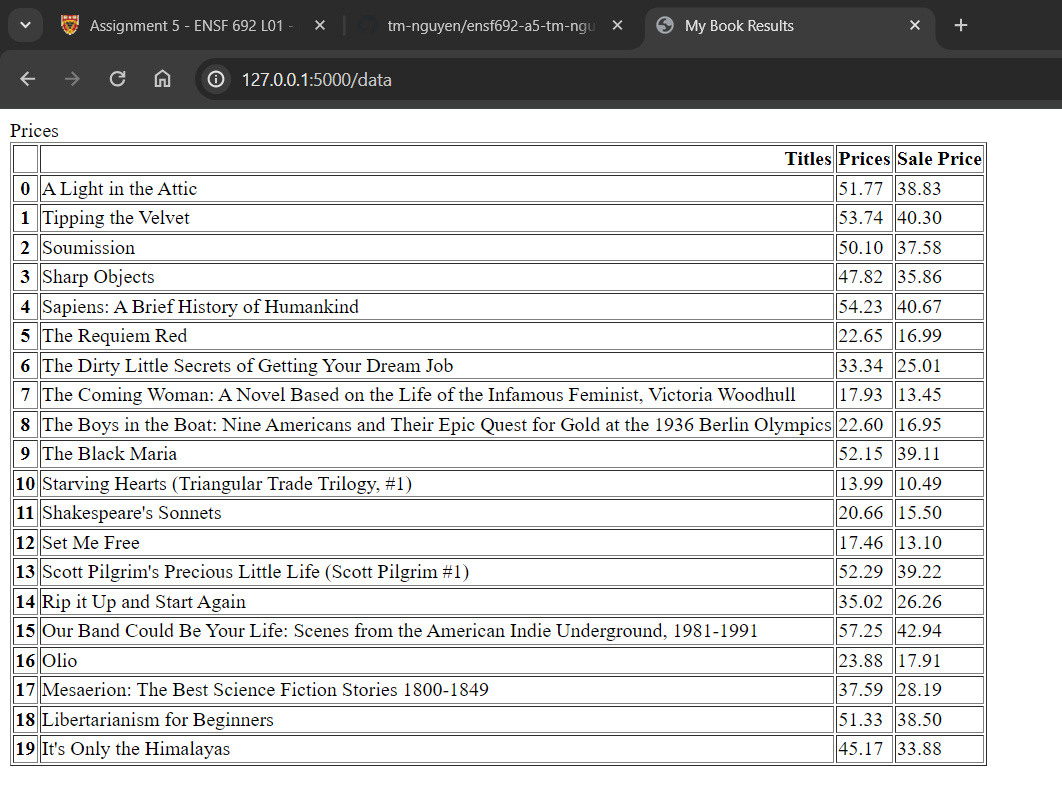 Assignment 5 - ENSF 692 L01 -
tm-nguyen/ensf692-a5-tm-ngu
My Book Results
127.0.0.1:5000/data
Prices
Titles Prices Sale Price
0 A Light in the Attic 51.77 38.83
1 Tipping the Velvet 53.74 40.30
2 Soumission 50.10 37.58
3 Sharp Objects 47.82 35.86
4 Sapiens: A Brief History of Humankind 54.23 40.67
5 The Requiem Red 22.65 16.99
6 The Dirty Little Secrets of Getting Your Dream Job 33.34 25.01
7 The Coming Woman: A Novel Based on the Life of the Infamous Feminist, Victoria Woodhull 17.93 13.45
8 The Boys in the Boat: Nine Americans and Their Epic Quest for Gold at the 1936 Berlin Olympics 22.60 16.95
9 The Black Maria 52.15 39.11
10 Starving Hearts (Triangular Trade Trilogy, #1) 13.99 10.49
11 Shakespeare's Sonnets 20.66 15.50
12 Set Me Free 17.46 13.10
13 Scott Pilgrim's Precious Little Life (Scott Pilgrim #1) 52.29 39.22
14 Rip it Up and Start Again 35.02 26.26
15 Our Band Could Be Your Life: Scenes from the American Indie Underground, 1981-1991 57.25 42.94
16 Olio 23.88 17.91
17 Mesaerion: The Best Science Fiction Stories 1800-1849 37.59 28.19
18 Libertarianism for Beginners 51.33 38.50
19 It's Only the Himalayas 45.17 33.88